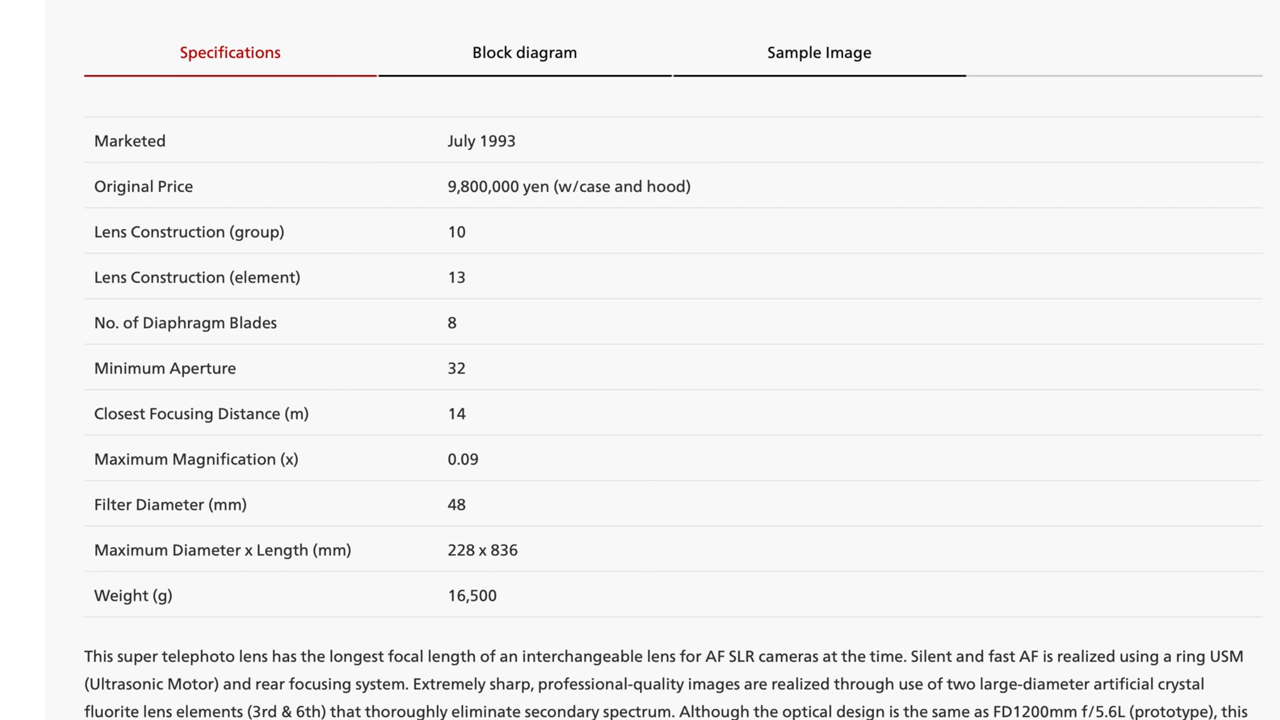 Specifications Block diagram Sample Image
Marketed July 1993
Original Price 9,800,000 yen (w/case and hood)
Lens Construction (group) 10
Lens Construction (element) 13
No. of Diaphragm Blades 8
Minimum Aperture 32
Closest Focusing Distance (m) 14
Maximum Magnification (x) 0.09
Filter Diameter (mm) 48
Maximum Diameter x Length (mm) 228 x 836
Weight (g) 16,500
This super telephoto lens has the longest focal length of an interchangeable lens for AF SLR cameras at the time. Silent and fast AF is realized using a ring USM
(Ultrasonic Motor) and rear focusing system. Extremely sharp, professional-quality images are realized through use of two large-diameter artificial crystal
fluorite lens elements (3rd & 6th) that thoroughly eliminate secondary spectrum. Although the optical design is the same as FD1200mm f/5.6L (prototype), this